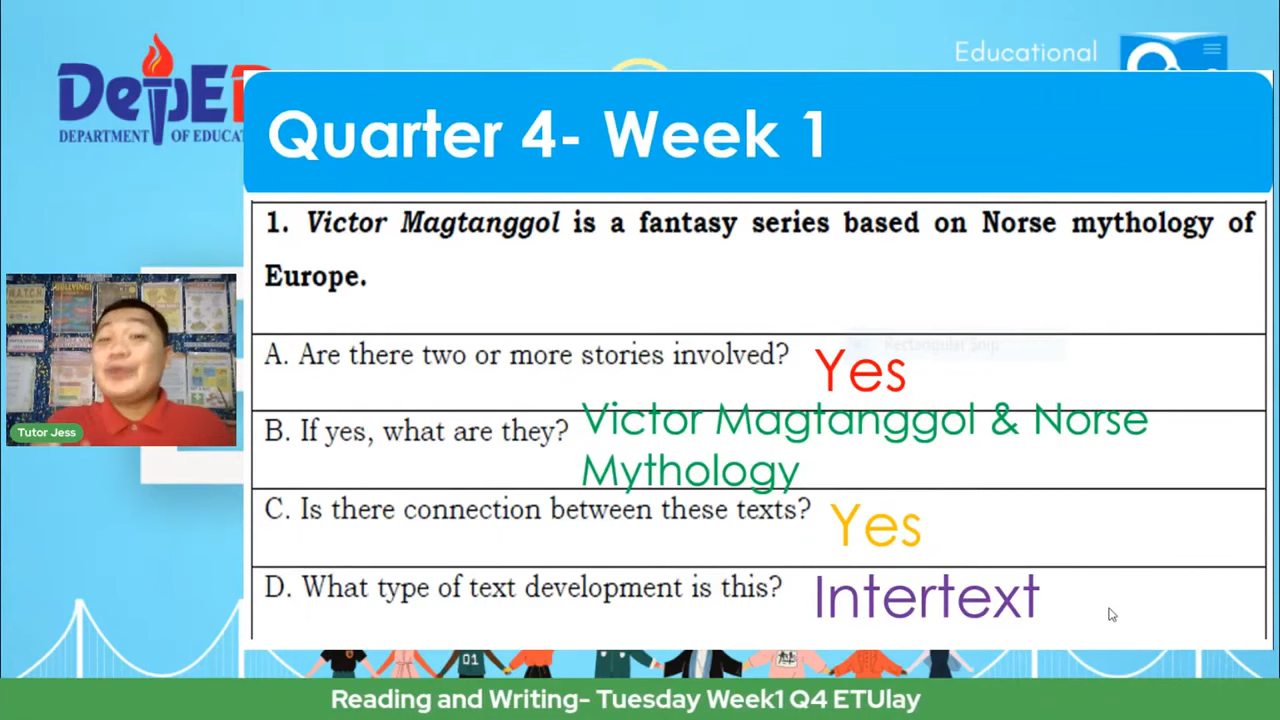 DepED
DEPARTMENT OF EDUCAT
Educational
Quarter 4- Week 1
1. Victor Magtanggol is a fantasy series based on Norse mythology of
Europe.
A. Are there two or more stories involved? Yes
Rectangular Snip
B. If yes, what are they? Victor Magtanggol & Norse
Mythology
C. Is there connection between these texts? Yes
D. What type of text development is this? Intertext
Tutor Jess
01
Reading and Writing- Tuesday Week1 Q4 ETUlay